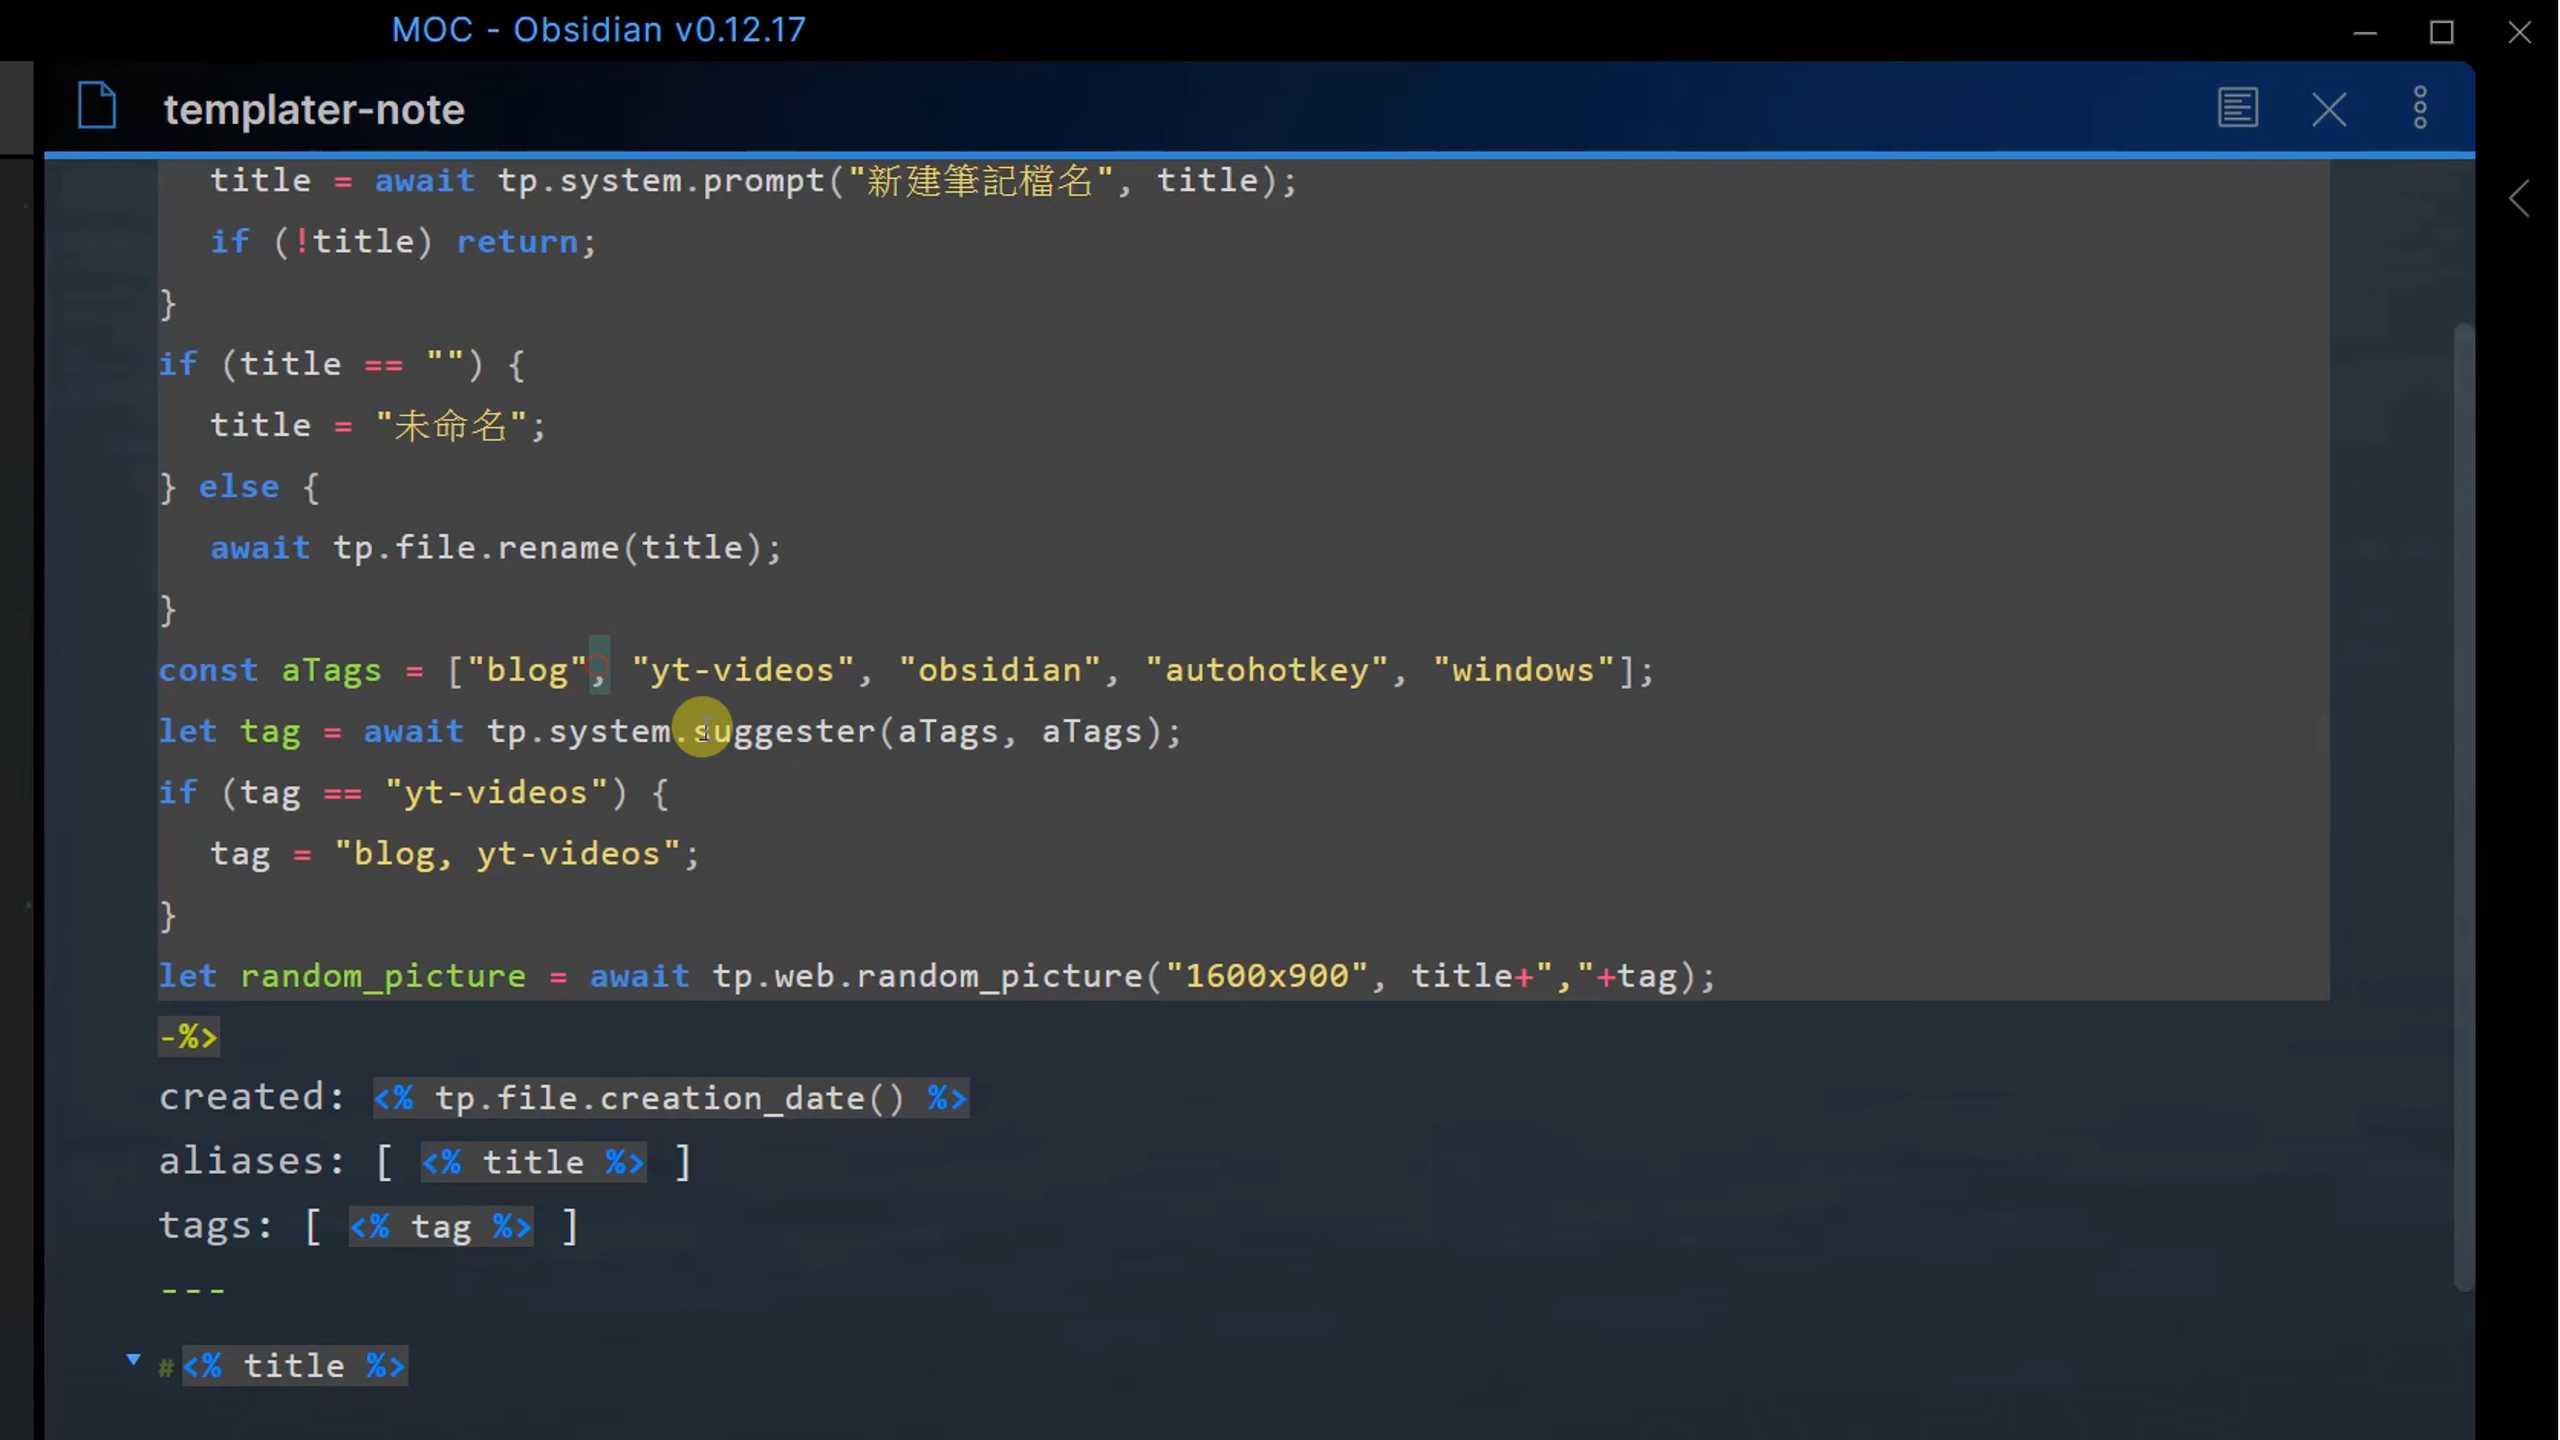 MOC - Obsidian v0.12.17
templater-note
title = await tp.system.prompt("新建筆記檔名", title);
if (!title) return;
}
if (title == "") {
title = "未命名";
} else {
await tp.file.rename(title);
}
const aTags = ["blog", "yt-videos", "obsidian", "autohotkey", "windows"];
let tag = await tp.system.suggester(aTags, aTags);
if (tag == "yt-videos") {
tag = "blog, yt-videos";
}
let random_picture = await tp.web.random_picture("1600x900", title+","+tag);
-%>
created: <% tp.file.creation_date() %>
aliases: [ <% title %> ]
tags: [ <% tag %> ]
---
# <% title %>